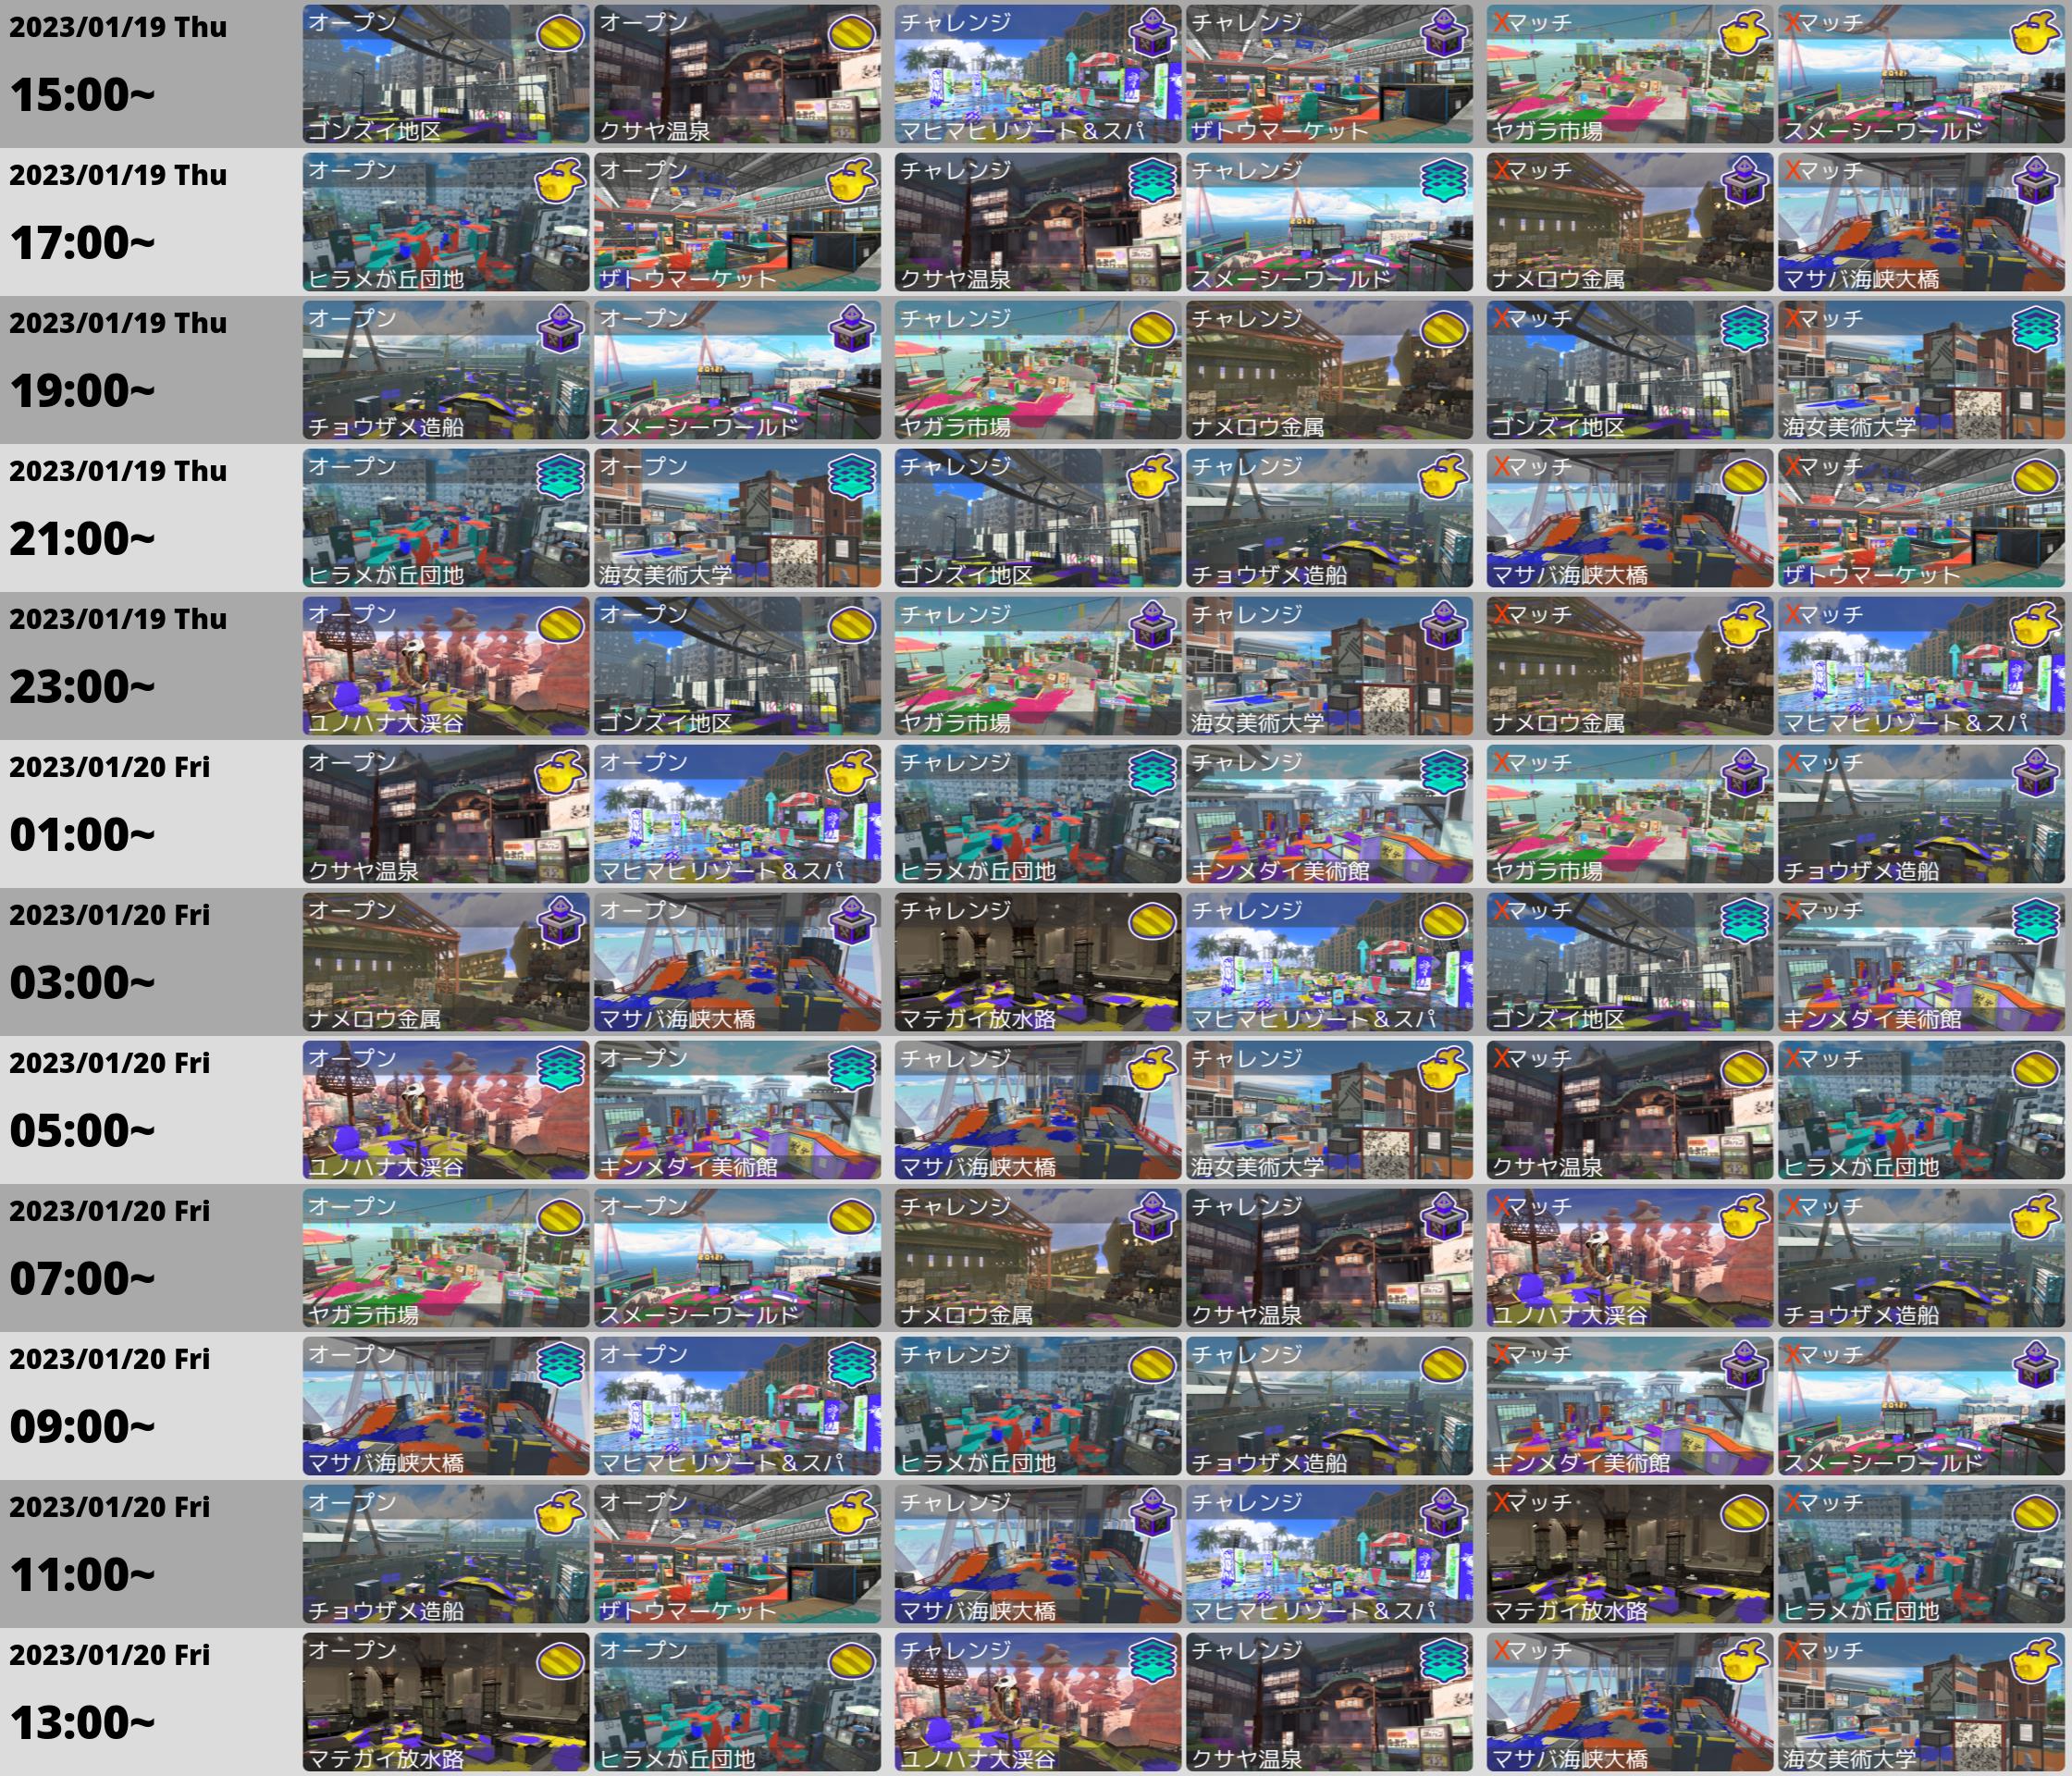 2023/01/19 Thu
15:00~
オープン
ゴンズイ地区
オープン
クサヤ温泉
チャレンジ
マヒマヒリゾート＆スパ
チャレンジ
ザトウマーケット
Xマッチ
ヤガラ市場
Xマッチ
スメーシーワールド
2023/01/19 Thu
17:00~
オープン
ヒラメが丘団地
オープン
ザトウマーケット
チャレンジ
クサヤ温泉
チャレンジ
スメーシーワールド
Xマッチ
ナメロウ金属
Xマッチ
マサバ海峡大橋
2023/01/19 Thu
19:00~
オープン
チョウザメ造船
オープン
スメーシーワールド
チャレンジ
ヤガラ市場
チャレンジ
ナメロウ金属
Xマッチ
ゴンズイ地区
Xマッチ
海女美術大学
2023/01/19 Thu
21:00~
オープン
ヒラメが丘団地
オープン
海女美術大学
チャレンジ
ゴンズイ地区
チャレンジ
チョウザメ造船
Xマッチ
マサバ海峡大橋
Xマッチ
ザトウマーケット
2023/01/19 Thu
23:00~
オープン
ユノハナ大渓谷
オープン
ゴンズイ地区
チャレンジ
ヤガラ市場
チャレンジ
海女美術大学
Xマッチ
ナメロウ金属
Xマッチ
マヒマヒリゾート＆スパ
2023/01/20 Fri
01:00~
オープン
クサヤ温泉
オープン
マヒマヒリゾート＆スパ
チャレンジ
ヒラメが丘団地
チャレンジ
キンメダイ美術館
Xマッチ
ヤガラ市場
Xマッチ
チョウザメ造船
2023/01/20 Fri
03:00~
オープン
ナメロウ金属
オープン
マサバ海峡大橋
チャレンジ
マテガイ放水路
チャレンジ
マヒマヒリゾート＆スパ
Xマッチ
ゴンズイ地区
Xマッチ
キンメダイ美術館
2023/01/20 Fri
05:00~
オープン
ユノハナ大渓谷
オープン
キンメダイ美術館
チャレンジ
マサバ海峡大橋
チャレンジ
海女美術大学
Xマッチ
クサヤ温泉
Xマッチ
ヒラメが丘団地
2023/01/20 Fri
07:00~
オープン
ヤガラ市場
オープン
スメーシーワールド
チャレンジ
ナメロウ金属
チャレンジ
クサヤ温泉
Xマッチ
ユノハナ大渓谷
Xマッチ
チョウザメ造船
2023/01/20 Fri
09:00~
オープン
マサバ海峡大橋
オープン
マヒマヒリゾート＆スパ
チャレンジ
ヒラメが丘団地
チャレンジ
チョウザメ造船
Xマッチ
キンメダイ美術館
Xマッチ
スメーシーワールド
2023/01/20 Fri
11:00~
オープン
チョウザメ造船
オープン
ザトウマーケット
チャレンジ
マサバ海峡大橋
チャレンジ
マヒマヒリゾート＆スパ
Xマッチ
マテガイ放水路
Xマッチ
ヒラメが丘団地
2023/01/20 Fri
13:00~
オープン
マテガイ放水路
オープン
ヒラメが丘団地
チャレンジ
ユノハナ大渓谷
チャレンジ
クサヤ温泉
Xマッチ
マサバ海峡大橋
Xマッチ
海女美術大学